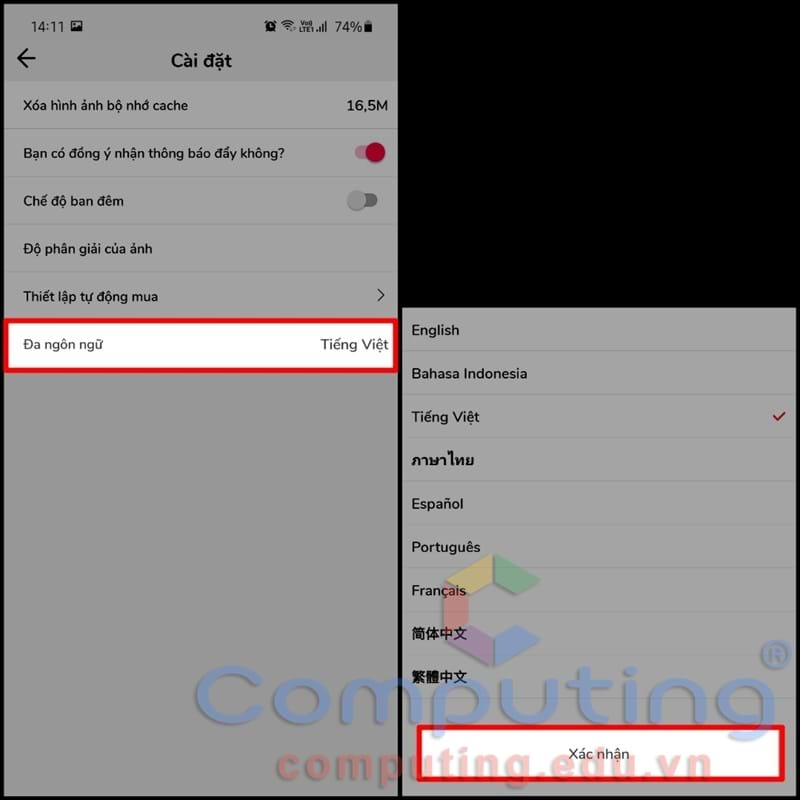 14:11 Vo9 LTE1 74%
Cài đặt
Xóa hình ảnh bộ nhớ cache 16,5M
Bạn có đồng ý nhận thông báo đẩy không?
Chế độ ban đêm
Độ phân giải của ảnh
Thiết lập tự động mua
Đa ngôn ngữ Tiếng Việt
English
Bahasa Indonesia
Tiếng Việt
ภาษาไทย
Español
Português
Français
简体中文
繁體中文
Computing®
Xác nhận
computing.edu.vn